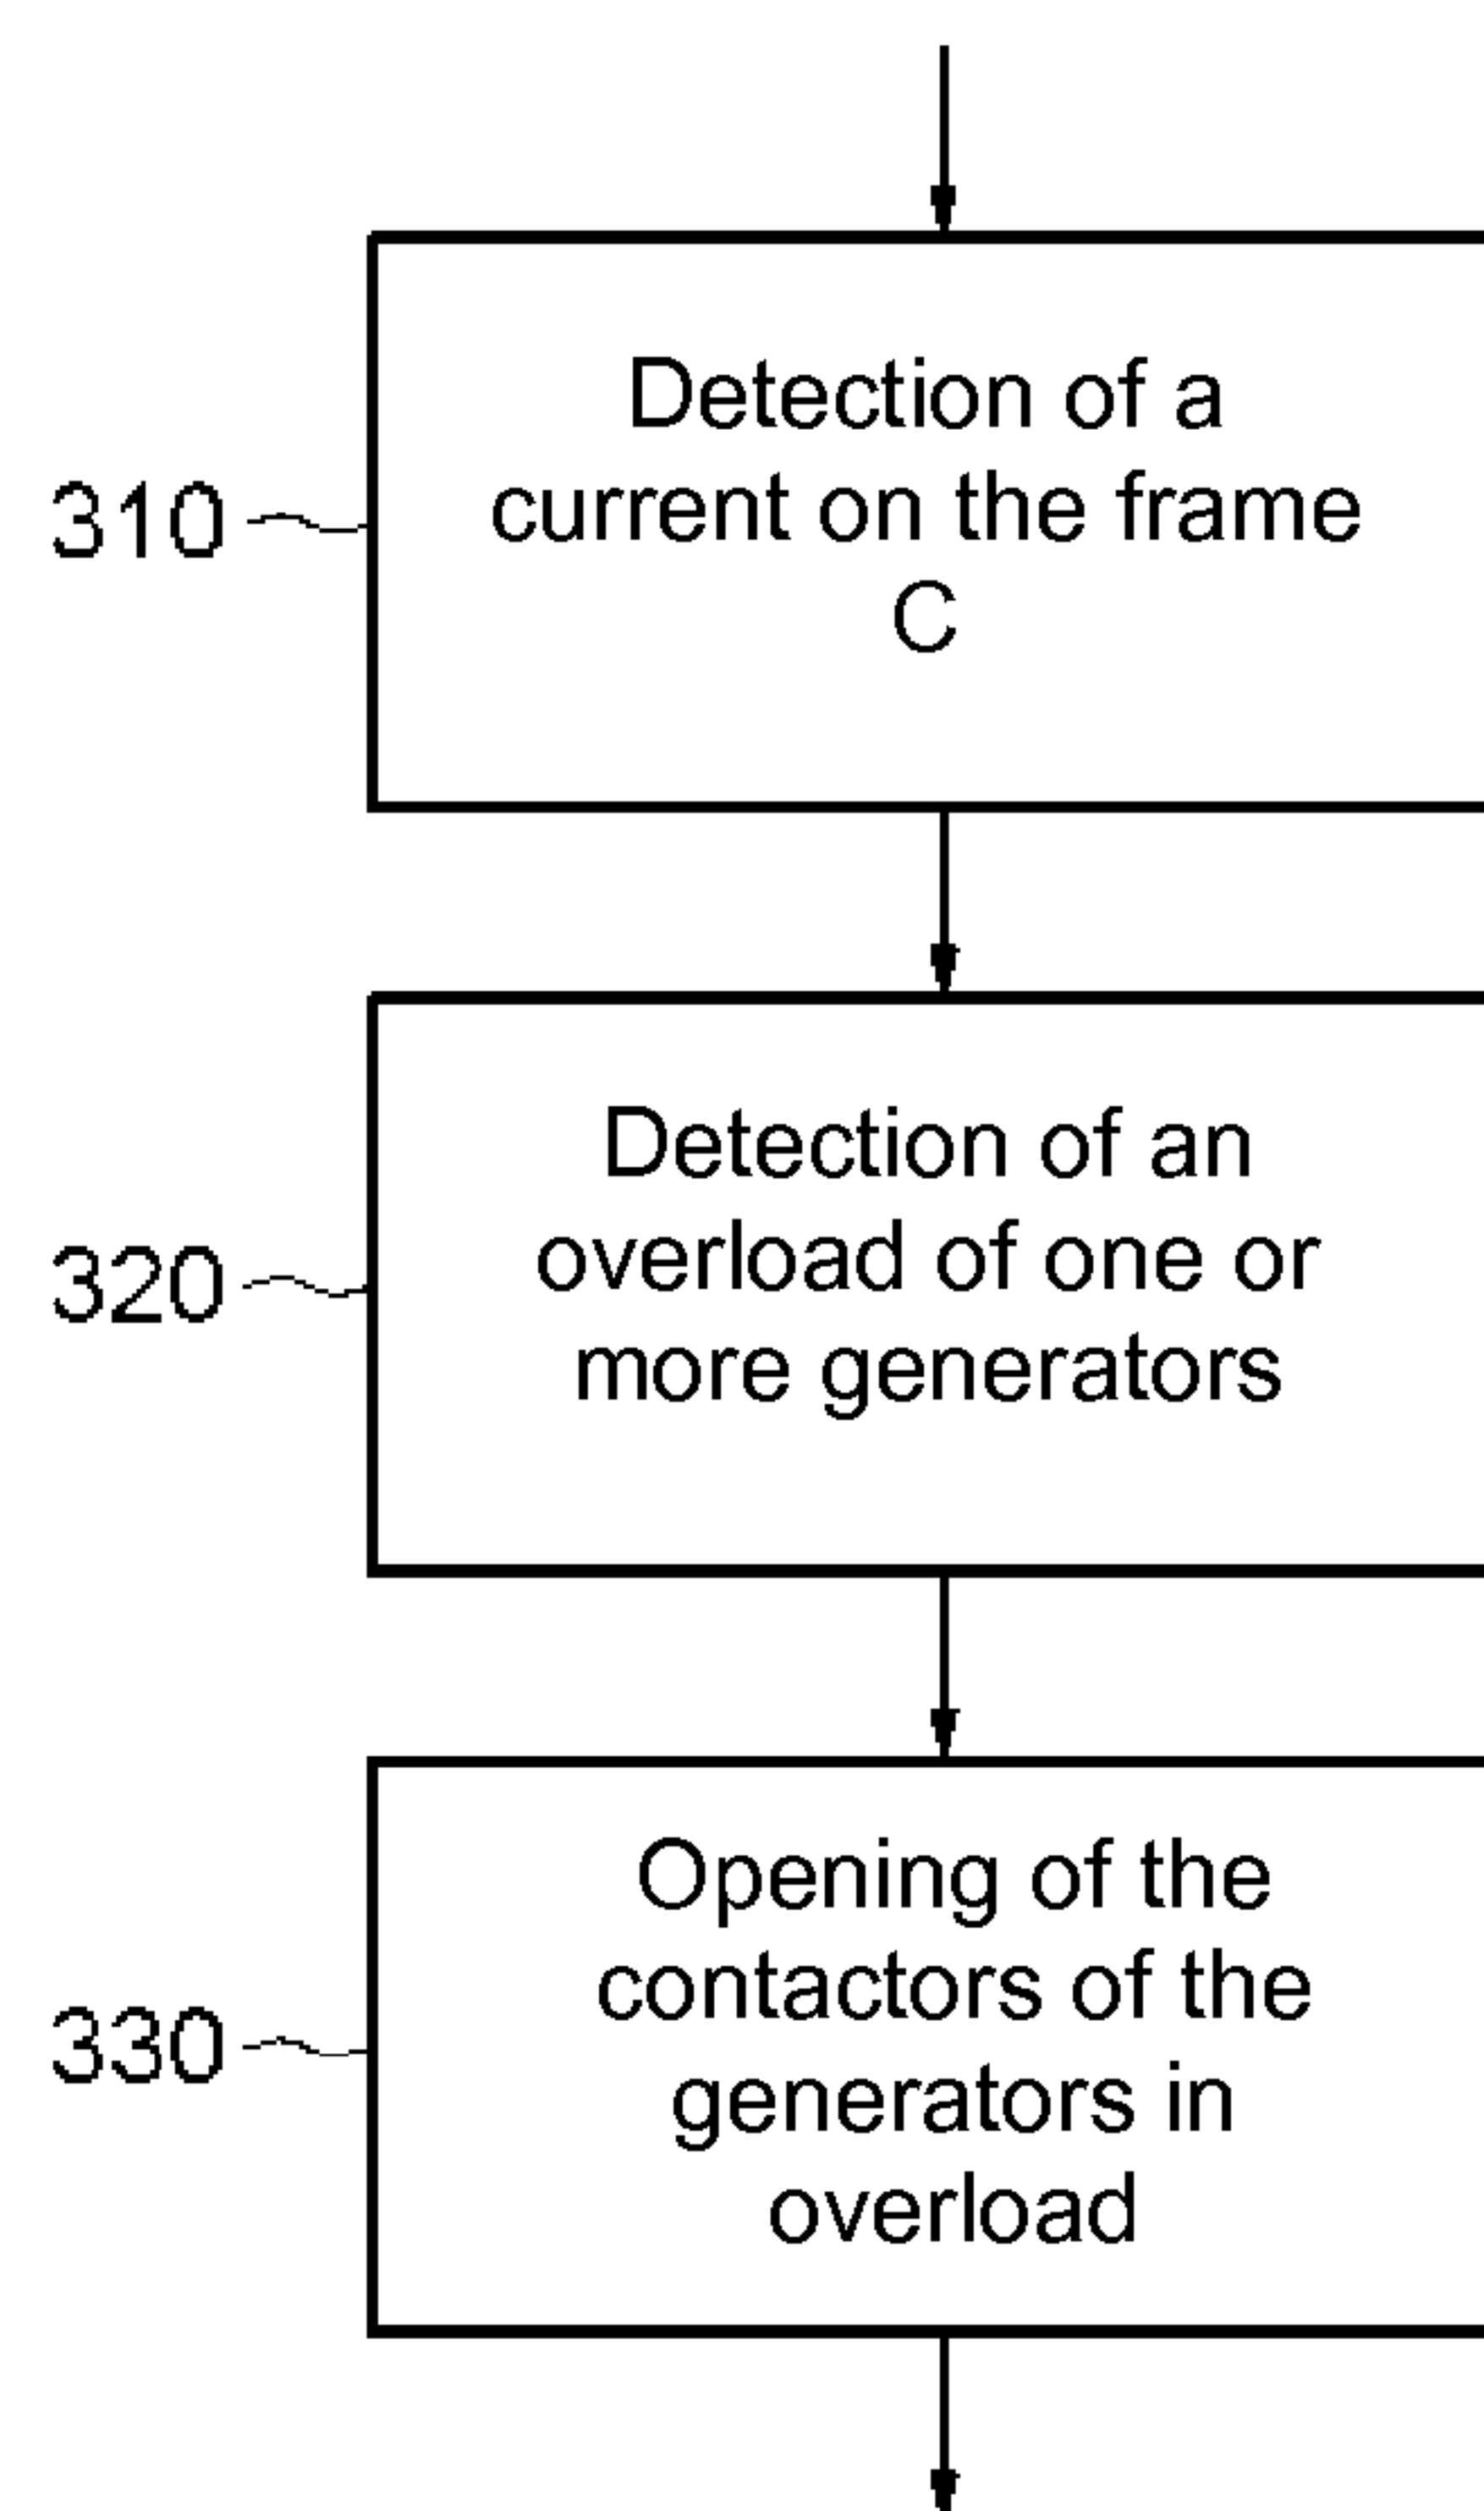 Detection of a
310 current on the frame
C
Detection of an
320 overload of one or
more generators
Opening of the
contactors of the
330
generators in
overload